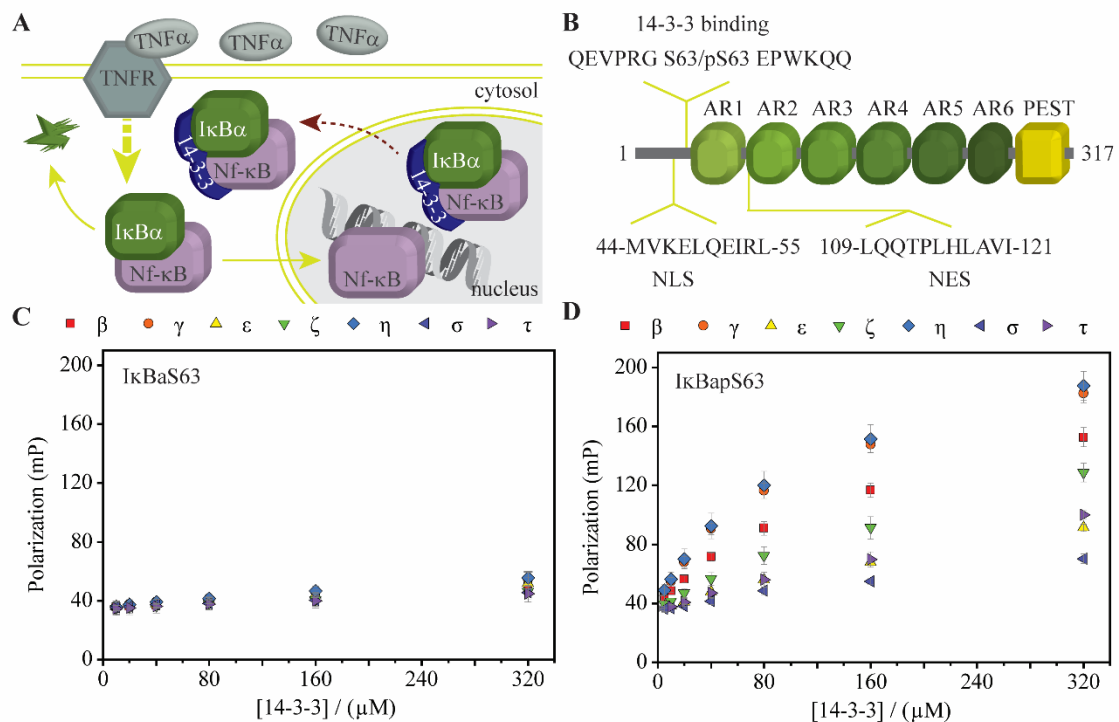 A
TNFα
TNFα
TNFα
TNFR
cytosol
IκBα
14-3-3
Nf-κB
IκBα
14-3-3
Nf-κB
IκBα
Nf-κB
Nf-κB
nucleus
B
14-3-3 binding
QEVPRG S63/pS63 EPWKQQ
AR1 AR2 AR3 AR4 AR5 AR6 PEST
1
317
44-MVKELQEIRL-55
109-LQQTPLHLAVI-121
NLS
NES
C
β γ ε ζ η σ τ
IκBaS63
Polarization (mP)
200
160
120
80
40
0
0 80 160 240 320
[14-3-3] / (µM)
D
β γ ε ζ η σ τ
IκBapS63
Polarization (mP)
200
160
120
80
40
0
0 80 160 240 320
[14-3-3] / (µM)